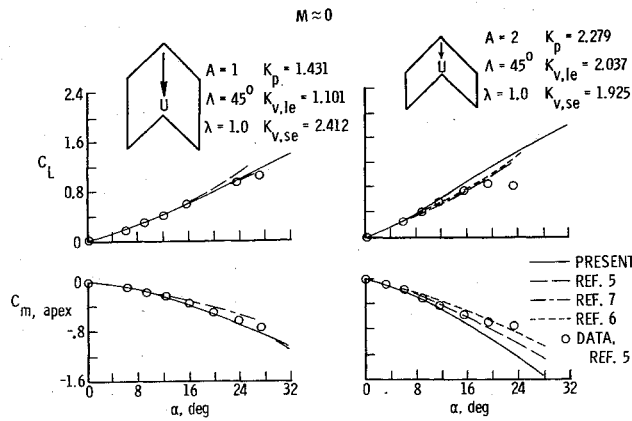 M ≈ 0
A = 1 K_p = 1.431
Λ = 45° K_v,le = 1.101
λ = 1.0 K_v,se = 2.412
U
A = 2 K_p = 2.279
Λ = 45° K_v,le = 2.037
λ = 1.0 K_v,se = 1.925
U
2.4
1.6
C_L
.8
0
0
C_m, apex
-.8
-1.6
0 8 16 24 32
α, deg
0 8 16 24 32
α, deg
PRESENT
REF. 5
REF. 7
REF. 6
DATA,
REF. 5